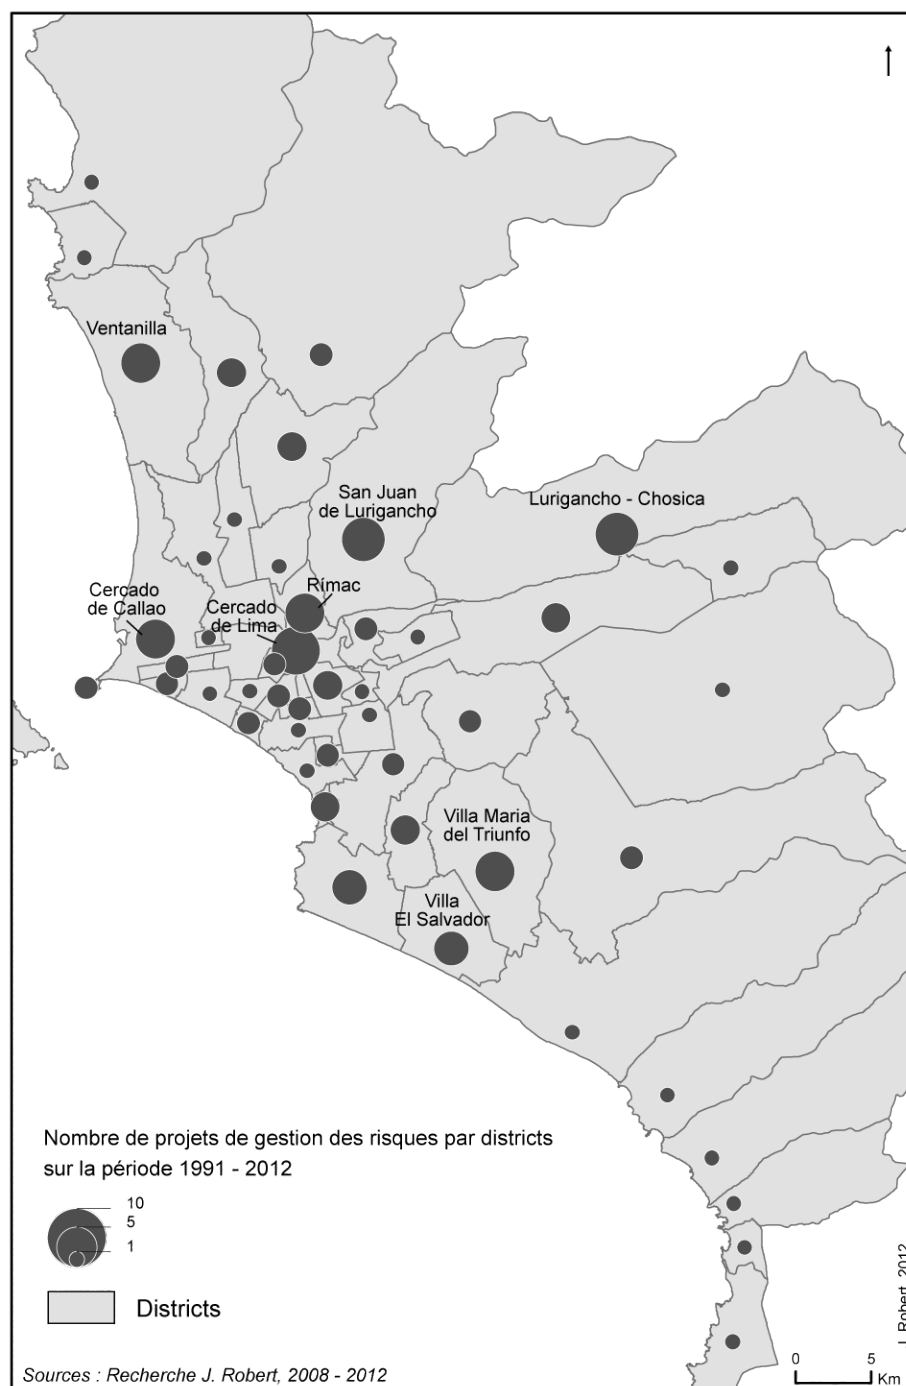 Ventanilla
San Juan
de Lurigancho
Lurigancho - Chosica
Rímac
Cercado
de Callao
Cercado
de Lima
Villa Maria
del Triunfo
Villa
El Salvador
Nombre de projets de gestion des risques par districts
sur la période 1991 - 2012
10
5
1
Districts
J. Robert, 2012
0 5
Km
Sources : Recherche J. Robert, 2008 - 2012